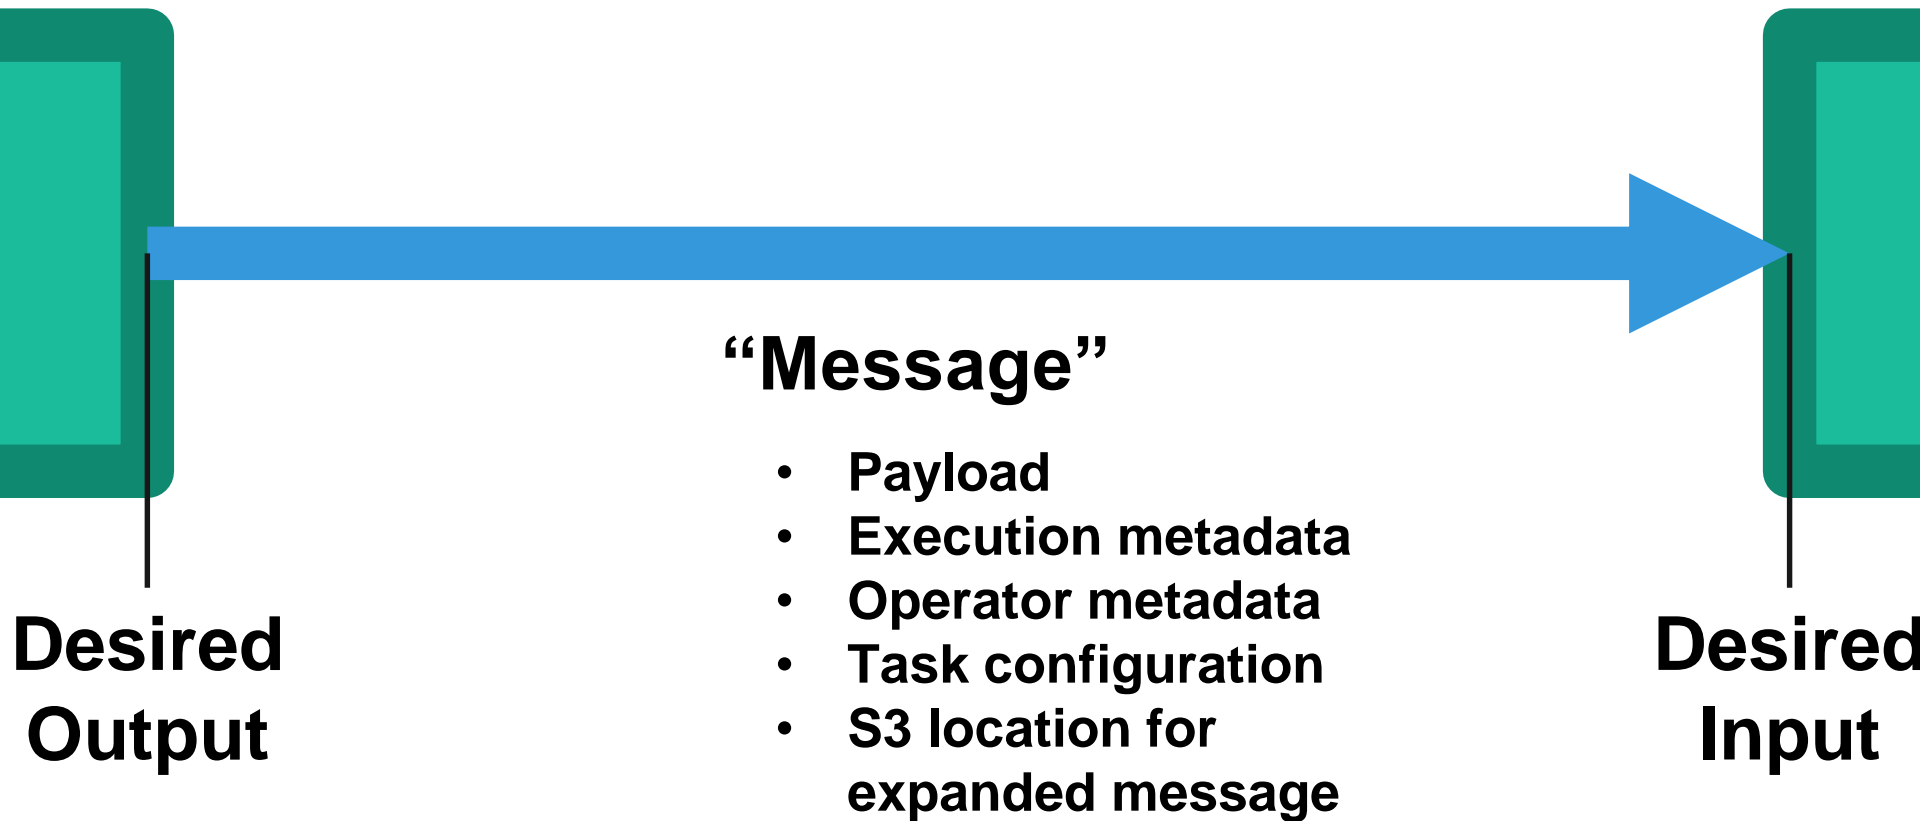 “Message”
• Payload
• Execution metadata
• Operator metadata
• Task configuration
• S3 location for
expanded message
Desired
Output
Desired
Input